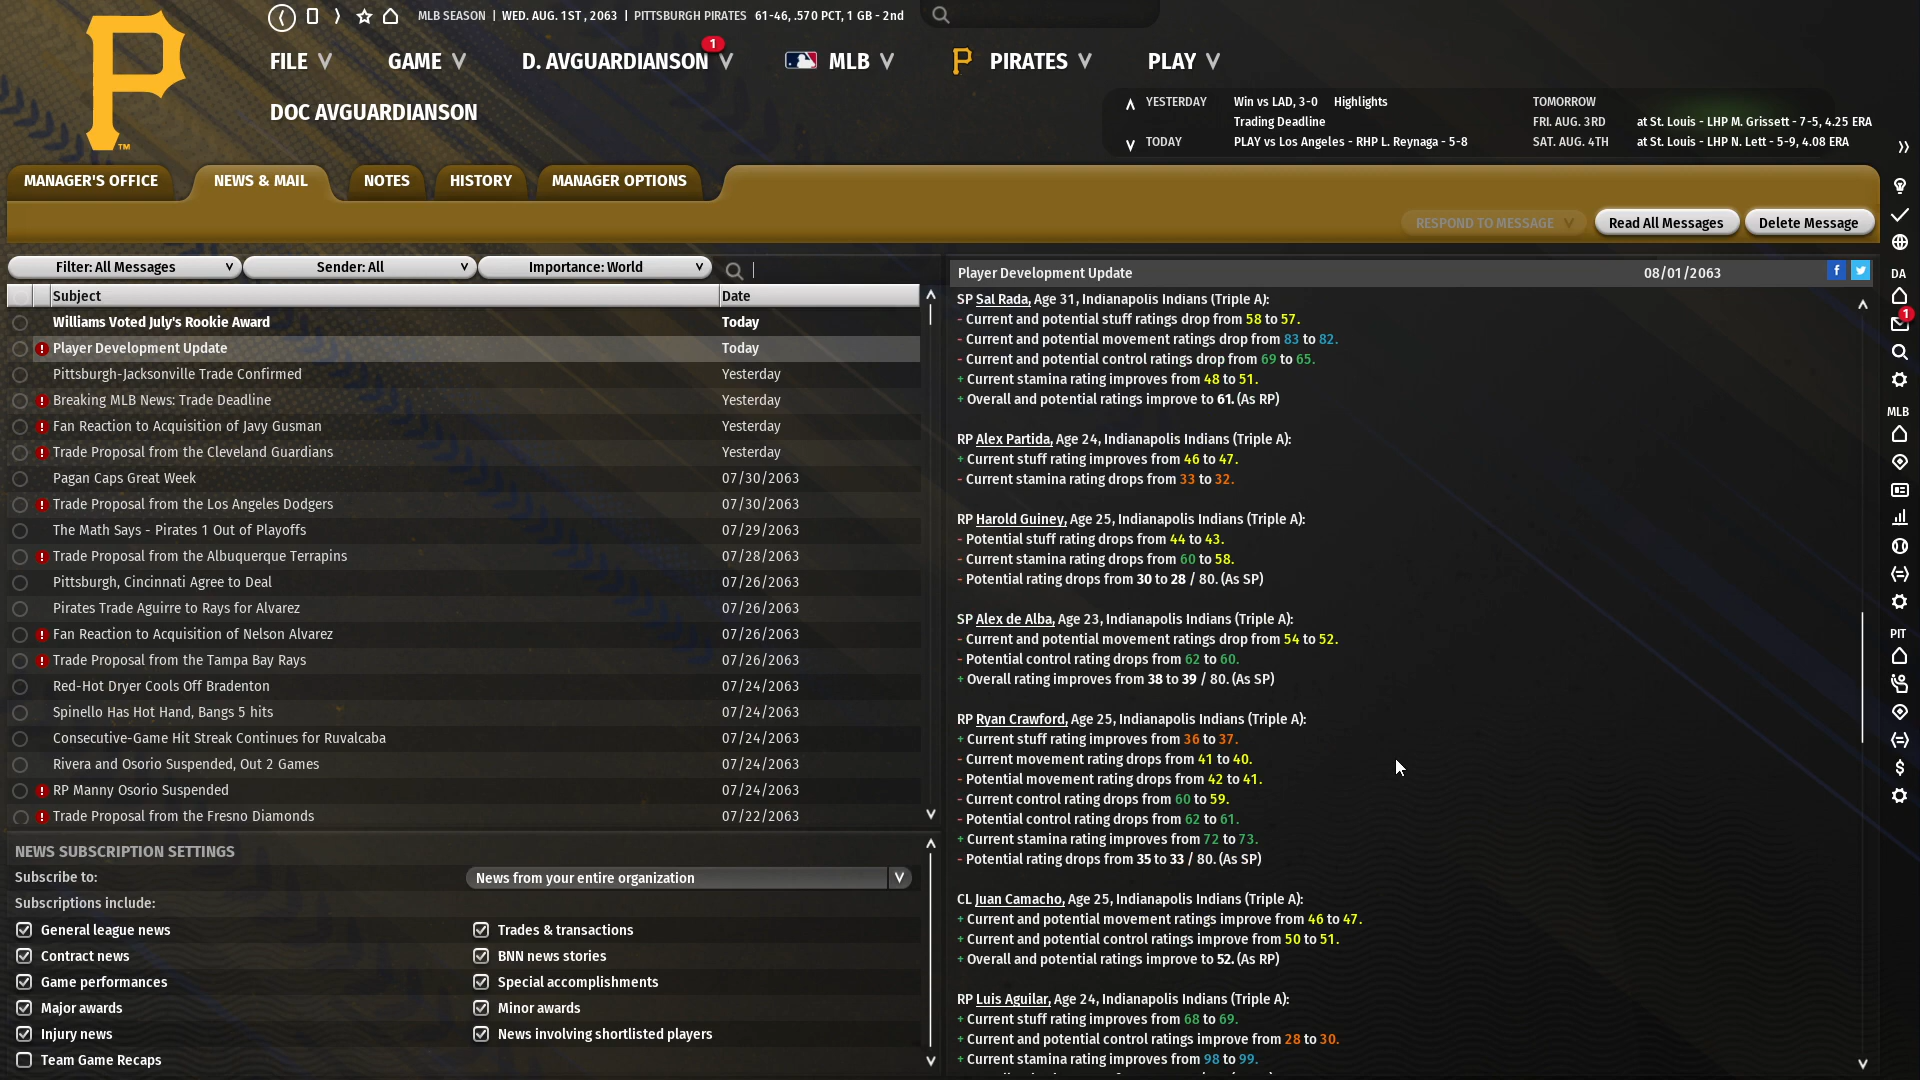 MLB SEASON | WED. AUG. 1ST , 2063 | PITTSBURGH PIRATES 61-46, .570 PCT, 1 GB - 2nd
P
TM
FILE
GAME
D. AVGUARDIANSON
1
MLB
PIRATES
PLAY
DOC AVGUARDIANSON
YESTERDAY Win vs LAD, 3-0 Highlights
Trading Deadline
TODAY PLAY vs Los Angeles - RHP L. Reynaga - 5-8
TOMORROW
FRI. AUG. 3RD at St. Louis - LHP M. Grissett - 7-5, 4.25 ERA
SAT. AUG. 4TH at St. Louis - LHP N. Lett - 5-9, 4.08 ERA
MANAGER'S OFFICE
NEWS & MAIL
NOTES
HISTORY
MANAGER OPTIONS
RESPOND TO MESSAGE
Read All Messages
Delete Message
Filter: All Messages
Sender: All
Importance: World
Subject Date
Williams Voted July's Rookie Award Today
Player Development Update Today
Pittsburgh-Jacksonville Trade Confirmed Yesterday
Breaking MLB News: Trade Deadline Yesterday
Fan Reaction to Acquisition of Javy Gusman Yesterday
Trade Proposal from the Cleveland Guardians Yesterday
Pagan Caps Great Week 07/30/2063
Trade Proposal from the Los Angeles Dodgers 07/30/2063
The Math Says - Pirates 1 Out of Playoffs 07/29/2063
Trade Proposal from the Albuquerque Terrapins 07/28/2063
Pittsburgh, Cincinnati Agree to Deal 07/26/2063
Pirates Trade Aguirre to Rays for Alvarez 07/26/2063
Fan Reaction to Acquisition of Nelson Alvarez 07/26/2063
Trade Proposal from the Tampa Bay Rays 07/26/2063
Red-Hot Dryer Cools Off Bradenton 07/24/2063
Spinello Has Hot Hand, Bangs 5 hits 07/24/2063
Consecutive-Game Hit Streak Continues for Ruvalcaba 07/24/2063
Rivera and Osorio Suspended, Out 2 Games 07/24/2063
RP Manny Osorio Suspended 07/24/2063
Trade Proposal from the Fresno Diamonds 07/22/2063
NEWS SUBSCRIPTION SETTINGS
Subscribe to: News from your entire organization
Subscriptions include:
General league news Trades & transactions
Contract news BNN news stories
Game performances Special accomplishments
Major awards Minor awards
Injury news News involving shortlisted players
Team Game Recaps
Player Development Update 08/01/2063
SP Sal Rada, Age 31, Indianapolis Indians (Triple A):
- Current and potential stuff ratings drop from 58 to 57.
- Current and potential movement ratings drop from 83 to 82.
- Current and potential control ratings drop from 69 to 65.
+ Current stamina rating improves from 48 to 51.
+ Overall and potential ratings improve to 61. (As RP)
RP Alex Partida, Age 24, Indianapolis Indians (Triple A):
+ Current stuff rating improves from 46 to 47.
- Current stamina rating drops from 33 to 32.
RP Harold Guiney, Age 25, Indianapolis Indians (Triple A):
- Potential stuff rating drops from 44 to 43.
- Current stamina rating drops from 60 to 58.
- Potential rating drops from 30 to 28 / 80. (As SP)
SP Alex de Alba, Age 23, Indianapolis Indians (Triple A):
- Current and potential movement ratings drop from 54 to 52.
- Potential control rating drops from 62 to 60.
+ Overall rating improves from 38 to 39 / 80. (As SP)
RP Ryan Crawford, Age 25, Indianapolis Indians (Triple A):
+ Current stuff rating improves from 36 to 37.
- Current movement rating drops from 41 to 40.
- Potential movement rating drops from 42 to 41.
- Current control rating drops from 60 to 59.
- Potential control rating drops from 62 to 61.
+ Current stamina rating improves from 72 to 73.
- Potential rating drops from 35 to 33 / 80. (As SP)
CL Juan Camacho, Age 25, Indianapolis Indians (Triple A):
+ Current and potential movement ratings improve from 46 to 47.
+ Current and potential control ratings improve from 50 to 51.
+ Overall and potential ratings improve to 52. (As RP)
RP Luis Aguilar, Age 24, Indianapolis Indians (Triple A):
+ Current stuff rating improves from 68 to 69.
+ Current and potential control ratings improve from 28 to 30.
+ Current stamina rating improves from 98 to 99.
DA
1
MLB
PIT